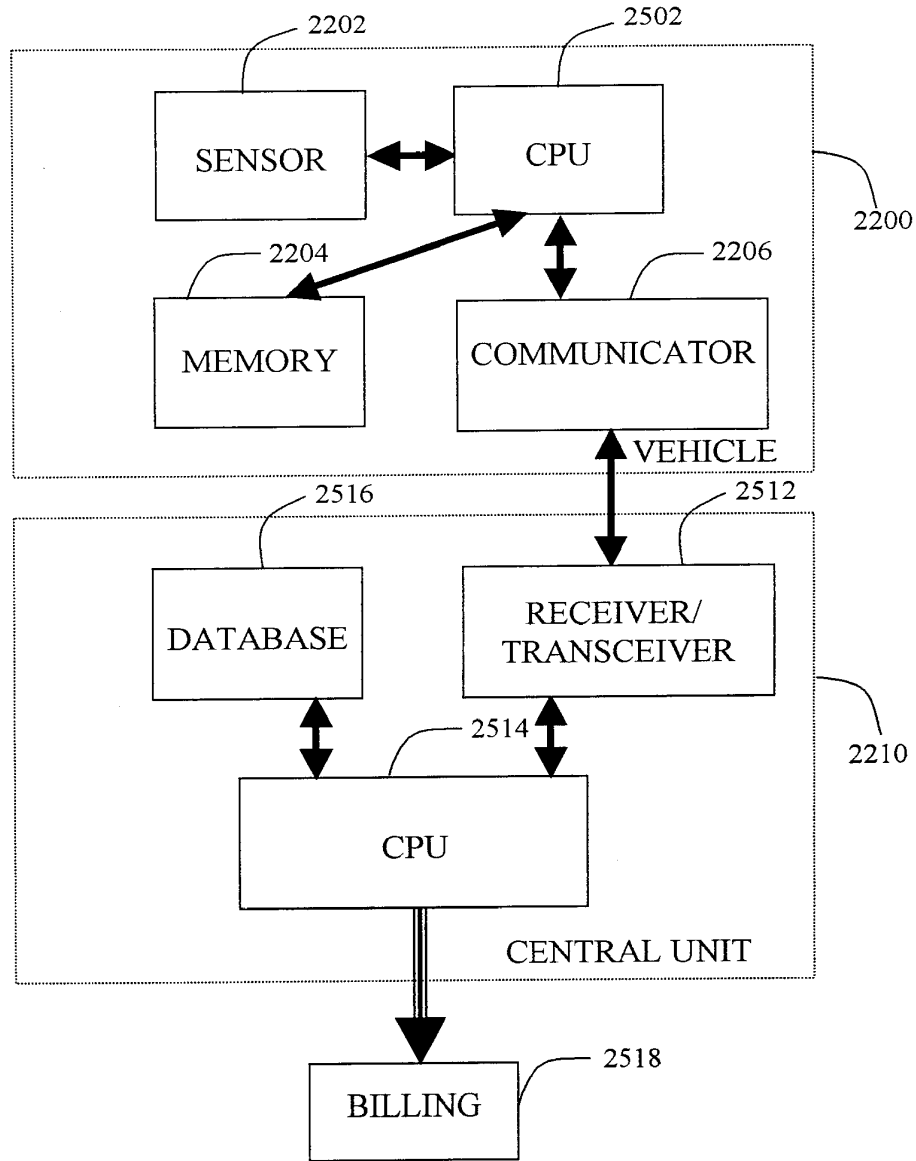 2202
2502
SENSOR
CPU
2200
2204
2206
MEMORY
COMMUNICATOR
VEHICLE
2516
2512
DATABASE
RECEIVER/
TRANSCEIVER
2514
2210
CPU
CENTRAL UNIT
2518
BILLING